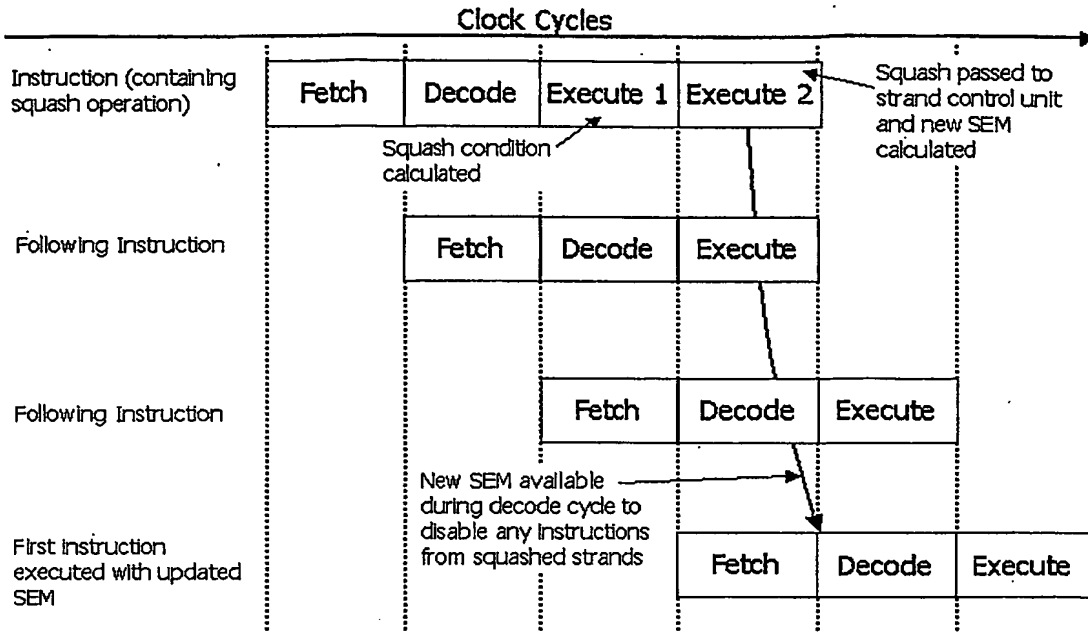 Clock Cycles
Instruction (containing
squash operation)
Fetch
Decode
Execute 1
Execute 2
Squash passed to
strand control unit
and new SEM
calculated
Squash condition
calculated
Following Instruction
Fetch
Decode
Execute
Following Instruction
Fetch
Decode
Execute
New SEM available
during decode cycle to
disable any instructions
from squashed strands
First instruction
executed with updated
SEM
Fetch
Decode
Execute